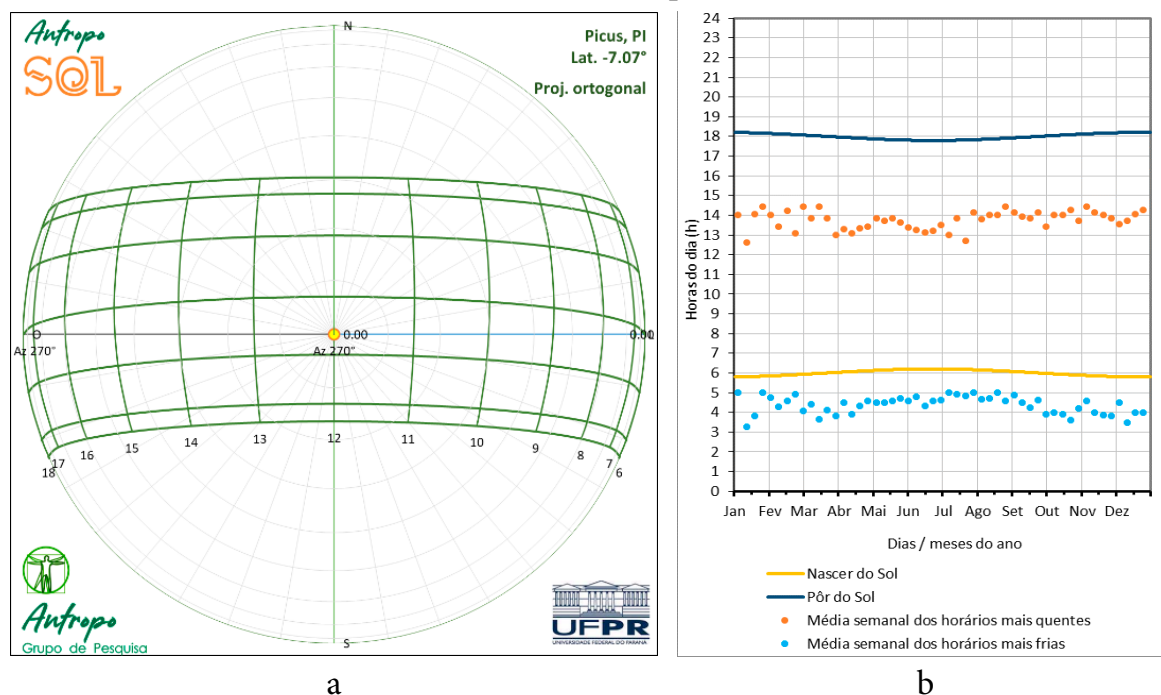 Antropo
SOL
Picus, PI
Lat. -7.07°
Proj. ortogonal
N
0.00
Az 270°
Az 270°
12
13
11
14
10
15
9
16
8
17
7
18
6
S
Antropo
Grupo de Pesquisa
UFPR
UNIVERSIDADE FEDERAL DO PARANÁ
a
Horas do dia (h)
24
23
22
21
20
19
18
17
16
15
14
13
12
11
10
9
8
7
6
5
4
3
2
1
0
Jan Fev Mar Abr Mai Jun Jul Ago Set Out Nov Dez
Dias / meses do ano
Nascer do Sol
Pôr do Sol
Média semanal dos horários mais quentes
Média semanal dos horários mais frias
b